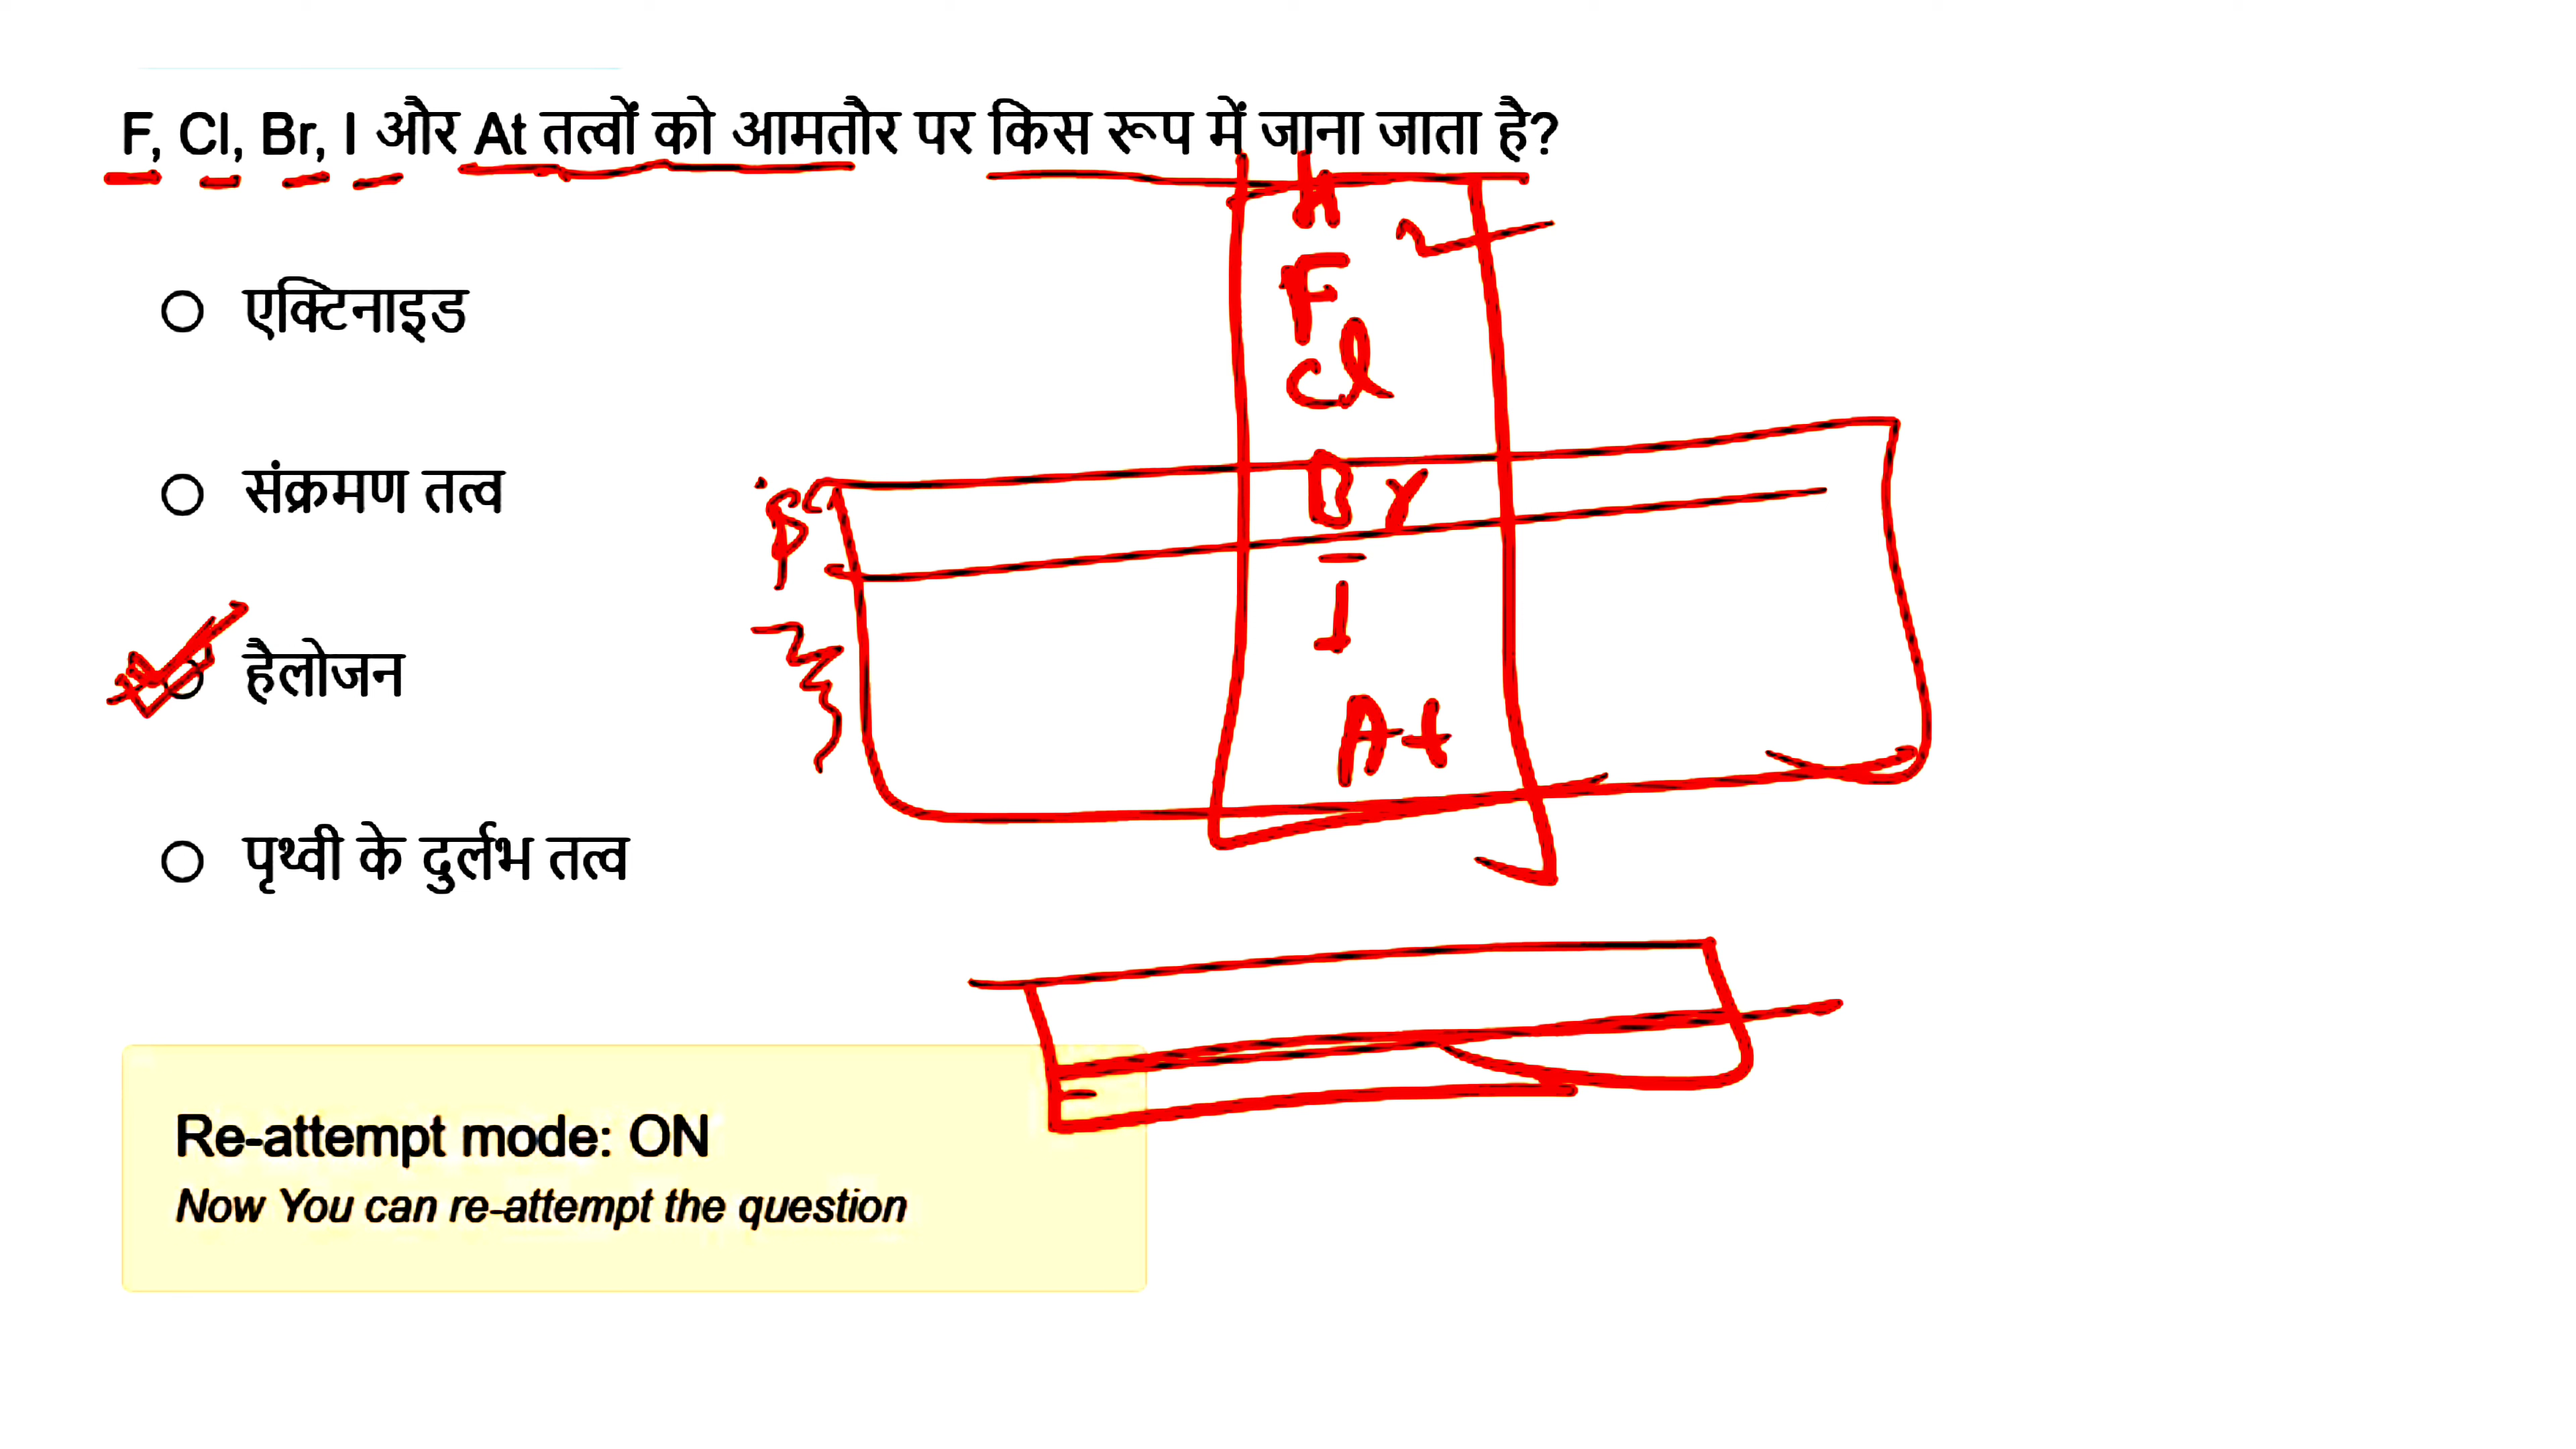 F, Cl, Br, I और At तत्वों को आमतौर पर किस रूप में जाना जाता है?
एक्टिनाइड
संक्रमण तत्व
हैलोजन
पृथ्वी के दुर्लभ तत्व
F
Cl
Br
I
At
Re-attempt mode: ON
Now You can re-attempt the question